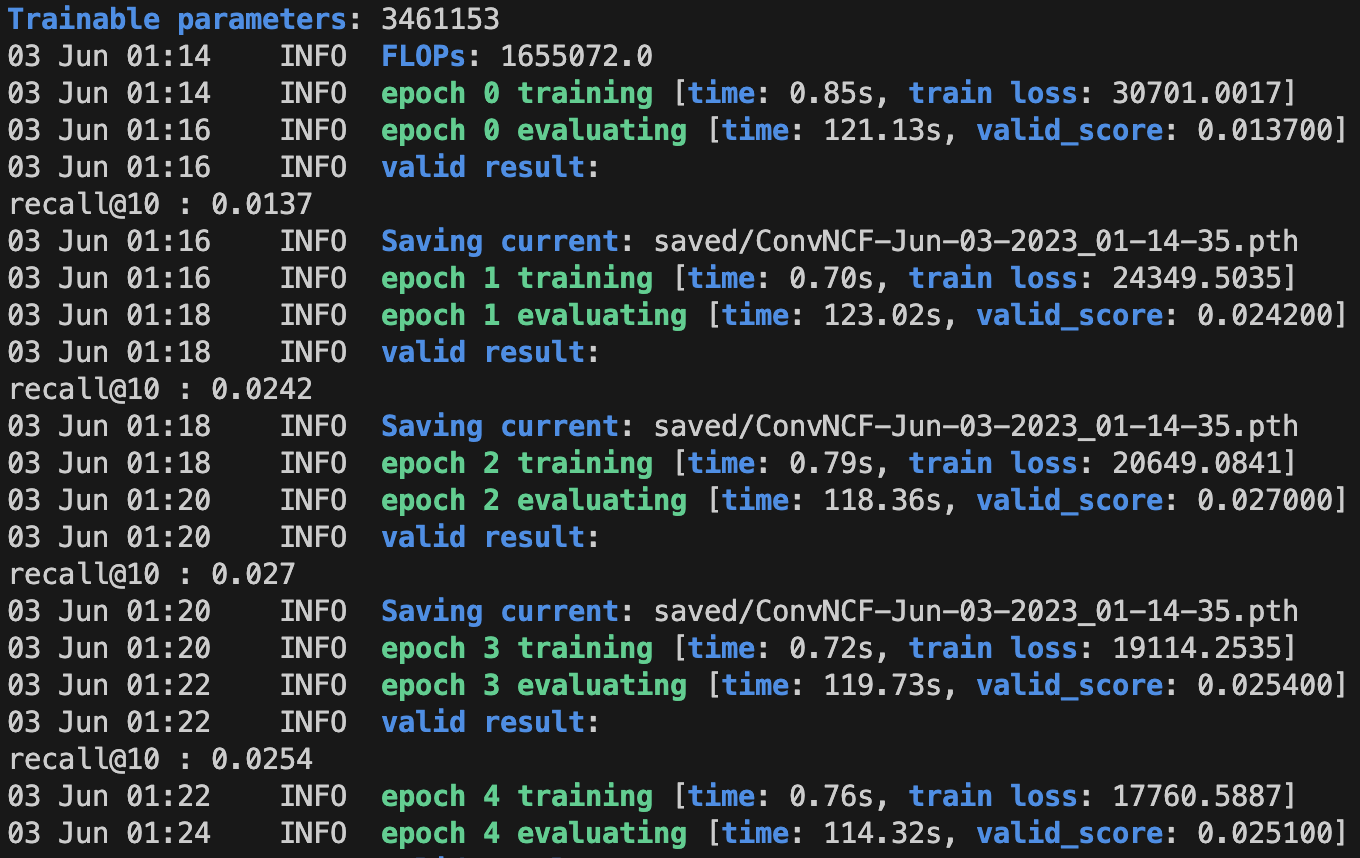 Trainable parameters: 3461153
03 Jun 01:14    INFO  FLOPs: 1655072.0
03 Jun 01:14    INFO  epoch 0 training [time: 0.85s, train loss: 30701.0017]
03 Jun 01:16    INFO  epoch 0 evaluating [time: 121.13s, valid_score: 0.013700]
03 Jun 01:16    INFO  valid result:
recall@10 : 0.0137
03 Jun 01:16    INFO  Saving current: saved/ConvNCF-Jun-03-2023_01-14-35.pth
03 Jun 01:16    INFO  epoch 1 training [time: 0.70s, train loss: 24349.5035]
03 Jun 01:18    INFO  epoch 1 evaluating [time: 123.02s, valid_score: 0.024200]
03 Jun 01:18    INFO  valid result:
recall@10 : 0.0242
03 Jun 01:18    INFO  Saving current: saved/ConvNCF-Jun-03-2023_01-14-35.pth
03 Jun 01:18    INFO  epoch 2 training [time: 0.79s, train loss: 20649.0841]
03 Jun 01:20    INFO  epoch 2 evaluating [time: 118.36s, valid_score: 0.027000]
03 Jun 01:20    INFO  valid result:
recall@10 : 0.027
03 Jun 01:20    INFO  Saving current: saved/ConvNCF-Jun-03-2023_01-14-35.pth
03 Jun 01:20    INFO  epoch 3 training [time: 0.72s, train loss: 19114.2535]
03 Jun 01:22    INFO  epoch 3 evaluating [time: 119.73s, valid_score: 0.025400]
03 Jun 01:22    INFO  valid result:
recall@10 : 0.0254
03 Jun 01:22    INFO  epoch 4 training [time: 0.76s, train loss: 17760.5887]
03 Jun 01:24    INFO  epoch 4 evaluating [time: 114.32s, valid_score: 0.025100]